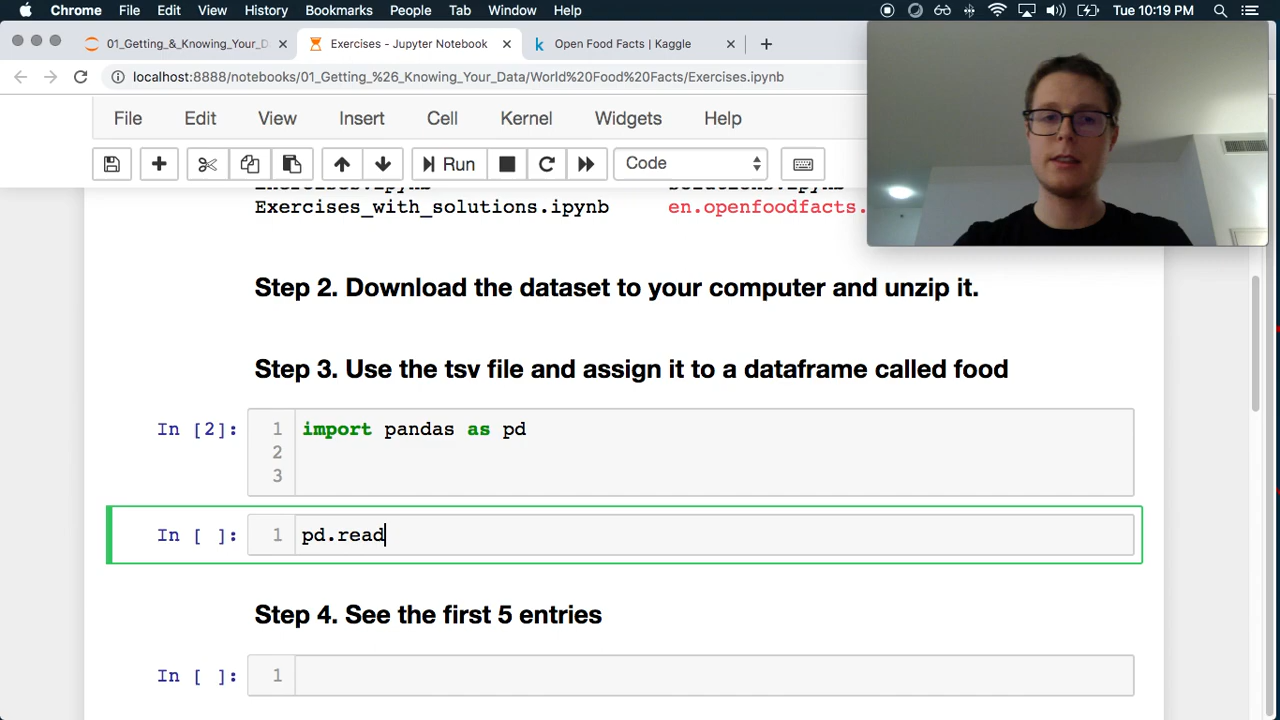 Chrome File Edit View History Bookmarks People Tab Window Help Tue 10:19 PM
01_Getting_&_Knowing_Your_D Exercises - Jupyter Notebook Open Food Facts | Kaggle
localhost:8888/notebooks/01_Getting_%26_Knowing_Your_Data/World%20Food%20Facts/Exercises.ipynb
File Edit View Insert Cell Kernel Widgets Help
Run Code
Exercises.ipynb solutions.ipynb
Exercises_with_solutions.ipynb en.openfoodfacts.
Step 2. Download the dataset to your computer and unzip it.
Step 3. Use the tsv file and assign it to a dataframe called food
In [2]: 1 import pandas as pd
2
3
In [ ]: 1 pd.read
Step 4. See the first 5 entries
In [ ]: 1